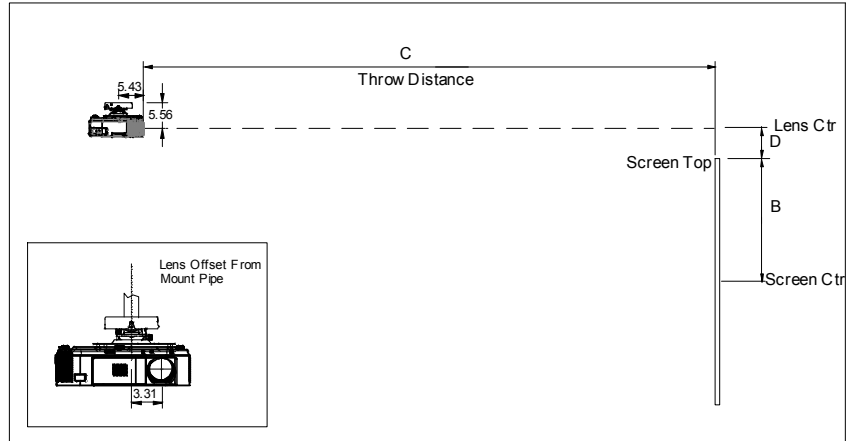 C
Throw Distance
5.43
5.56
Lens Ctr
D
Screen Top
B
Screen Ctr
Lens Offset From
Mount Pipe
3.31